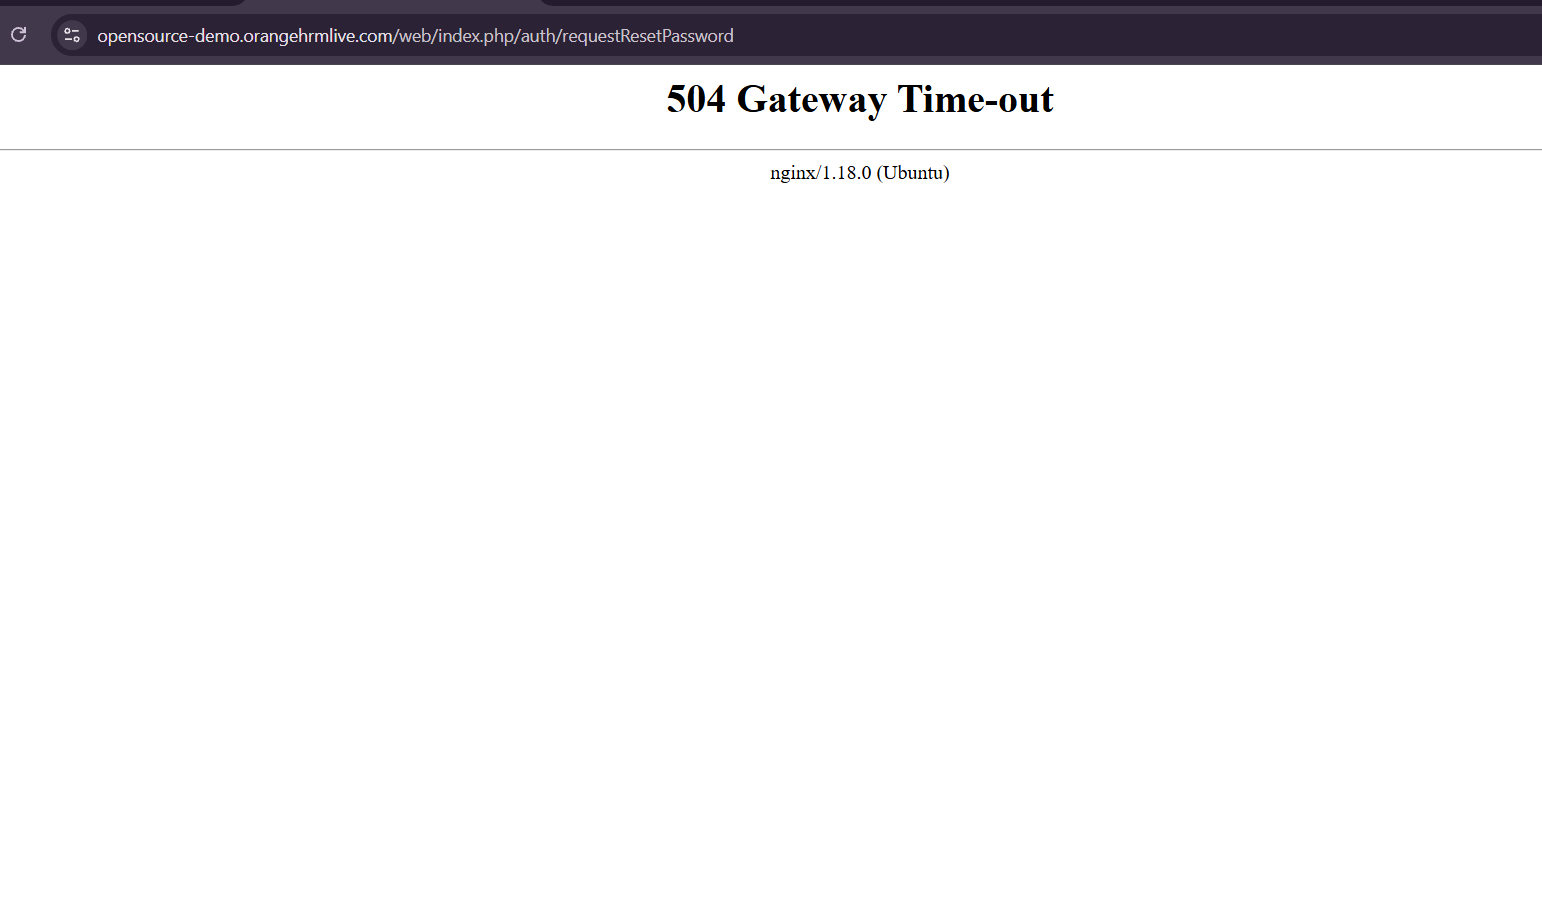 opensource-demo.orangehrmlive.com/web/index.php/auth/requestResetPassword
504 Gateway Time-out
nginx/1.18.0 (Ubuntu)